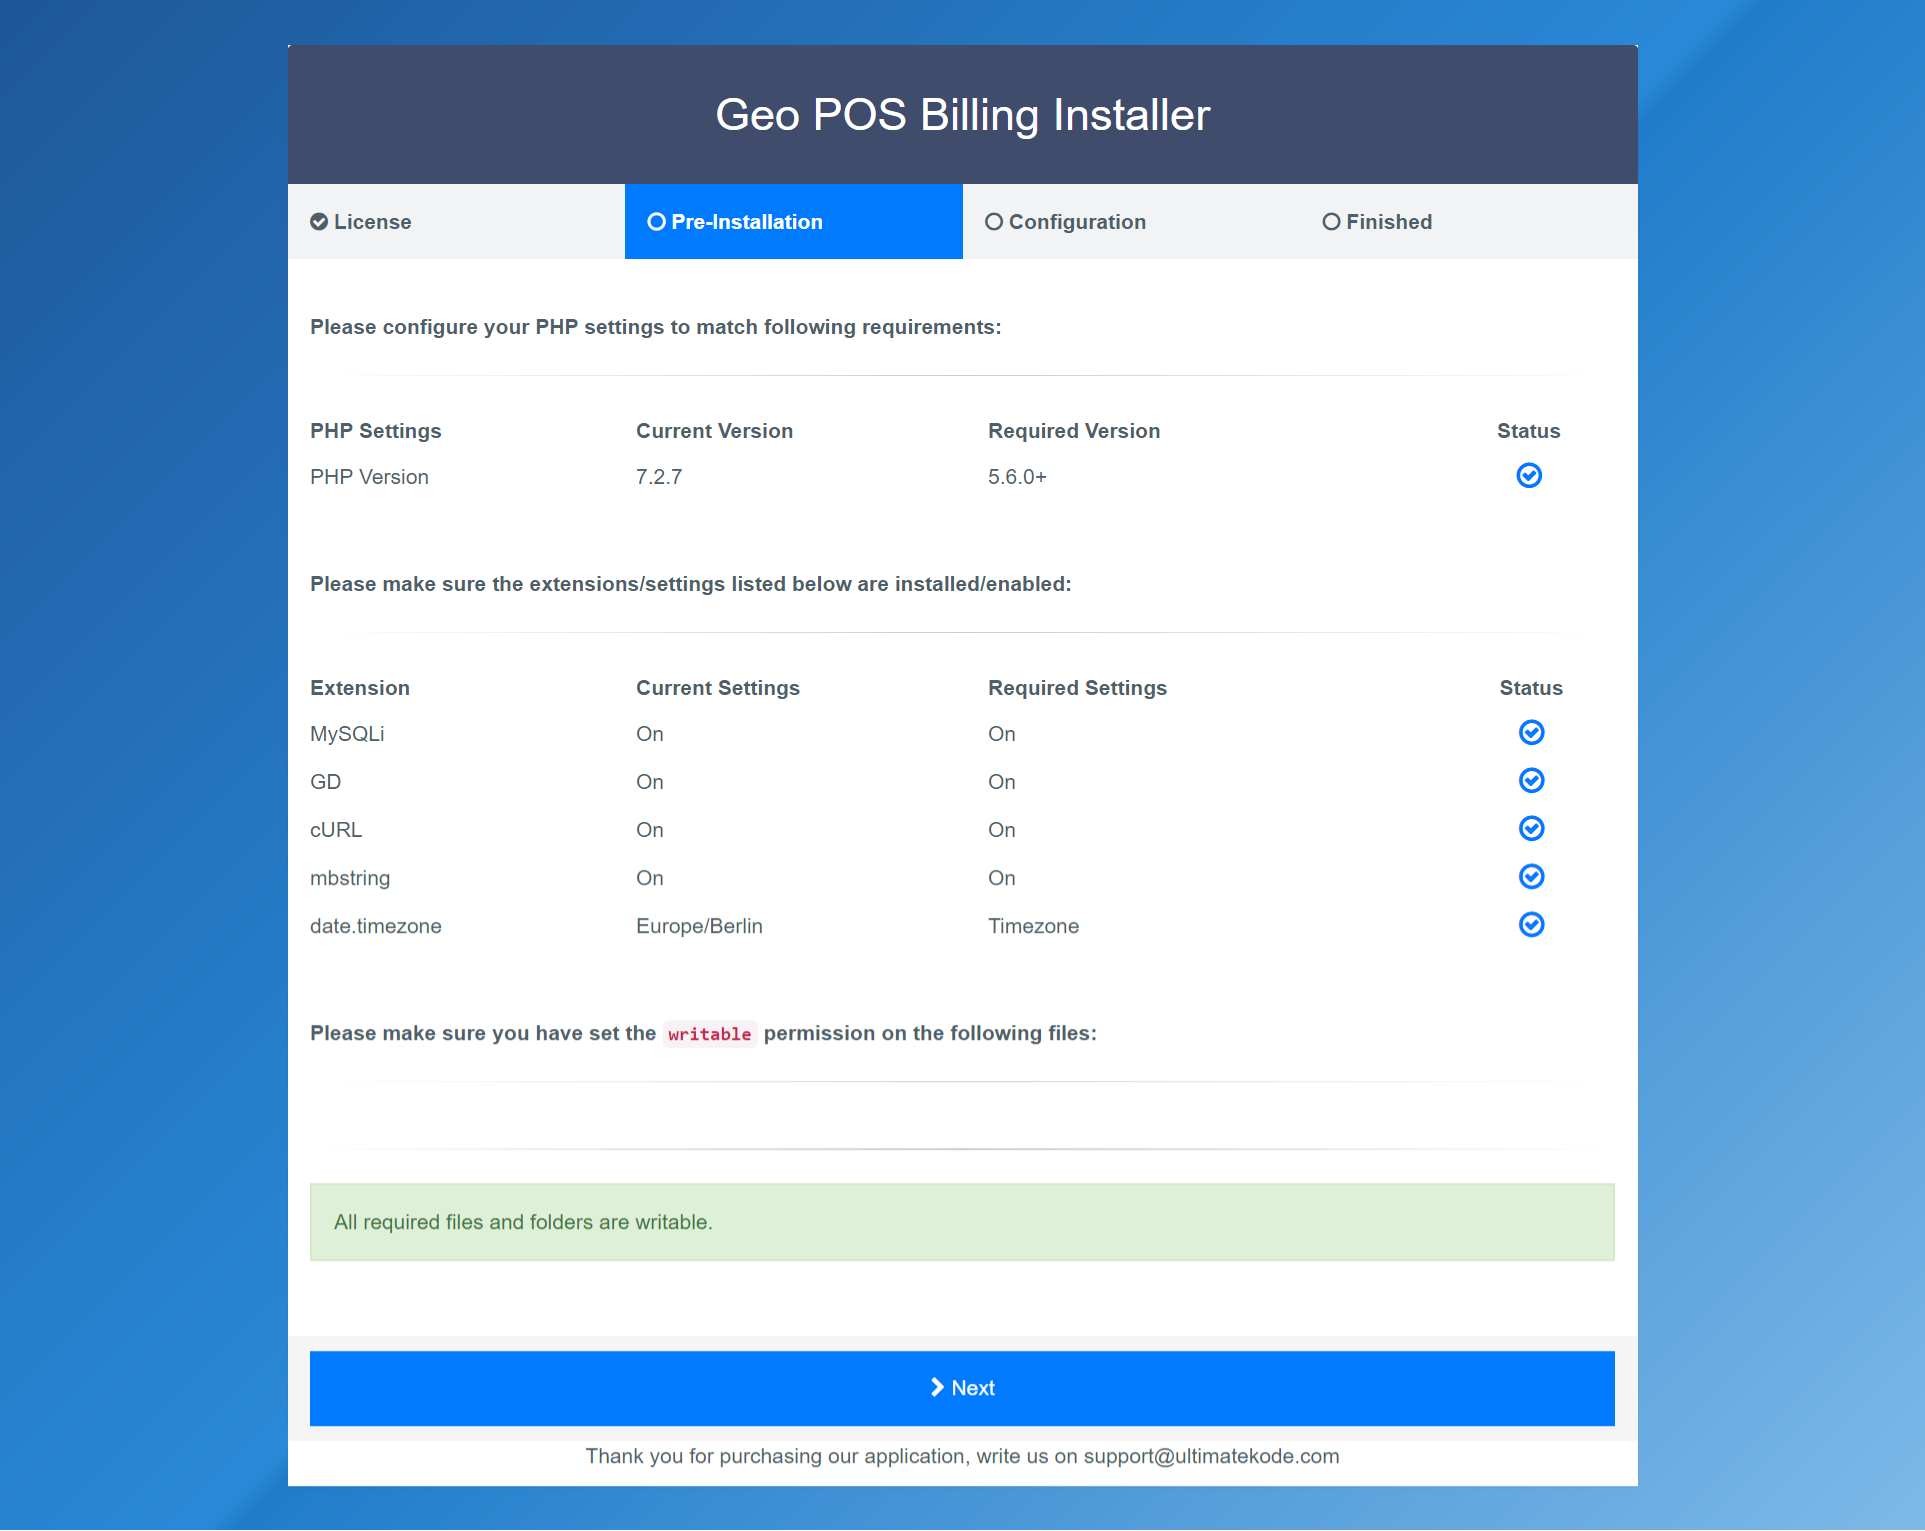 Geo POS Billing Installer
License Pre-Installation Configuration Finished
Please configure your PHP settings to match following requirements:
PHP Settings Current Version Required Version Status
PHP Version 7.2.7 5.6.0+
Please make sure the extensions/settings listed below are installed/enabled:
Extension Current Settings Required Settings Status
MySQLi On On
GD On On
cURL On On
mbstring On On
date.timezone Europe/Berlin Timezone
Please make sure you have set the writable permission on the following files:
All required files and folders are writable.
Next
Thank you for purchasing our application, write us on support@ultimatekode.com